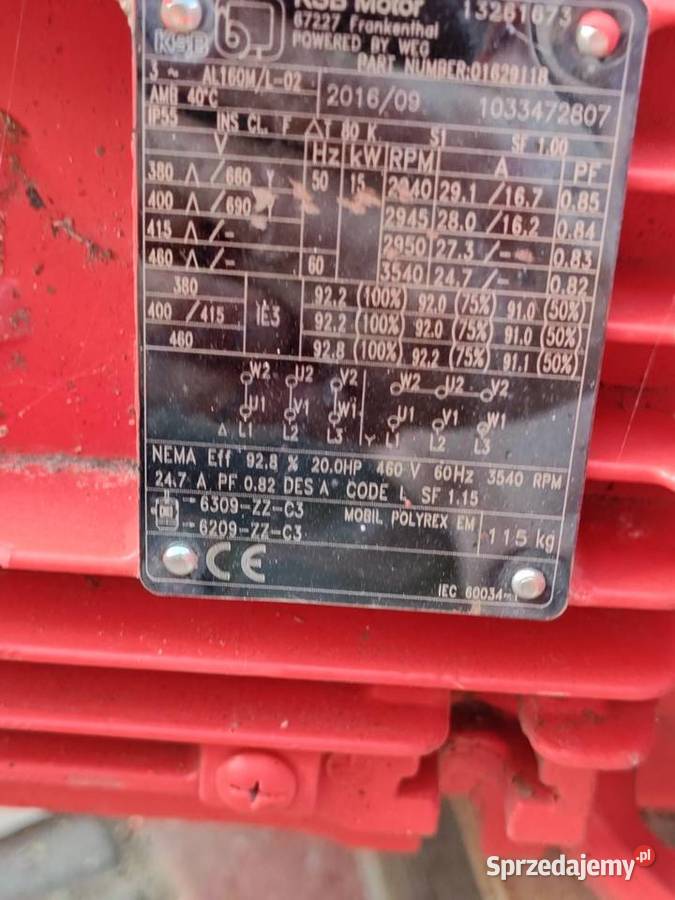 KSB Motor 13261673
67227 Frankenthal
KSB POWERED BY WEG
PART NUMBER:01629118
3 ~ AL160M/L-02
AMB 40°C 2016/09 1033472807
IP55 INS CL. F △T 80 K S1 SF 1.00
V Hz kW RPM A PF
380 △/660 Y 50 15 2940 29.1 /16.7 0.85
400 △/690 Y 2945 28.0 /16.2 0.84
415 △/- 2950 27.3 /- 0.83
460 △/- 60 3540 24.7 /- 0.82
380 92.2 (100%) 92.0 (75%) 91.0 (50%)
400 /415 IE3 92.2 (100%) 92.0 (75%) 91.0 (50%)
460 92.8 (100%) 92.2 (75%) 91.1 (50%)
W2 U2 V2 W2 U2 V2
U1 V1 W1 U1 V1 W1
△ L1 L2 L3 Y L1 L2 L3
NEMA Eff 92.8 % 20.0HP 460 V 60Hz 3540 RPM
24.7 A PF 0.82 DES A CODE L SF 1.15
6309-ZZ-C3 MOBIL POLYREX EM
6209-ZZ-C3 115 kg
CE
IEC 60034-1
Sprzedajemy.pl